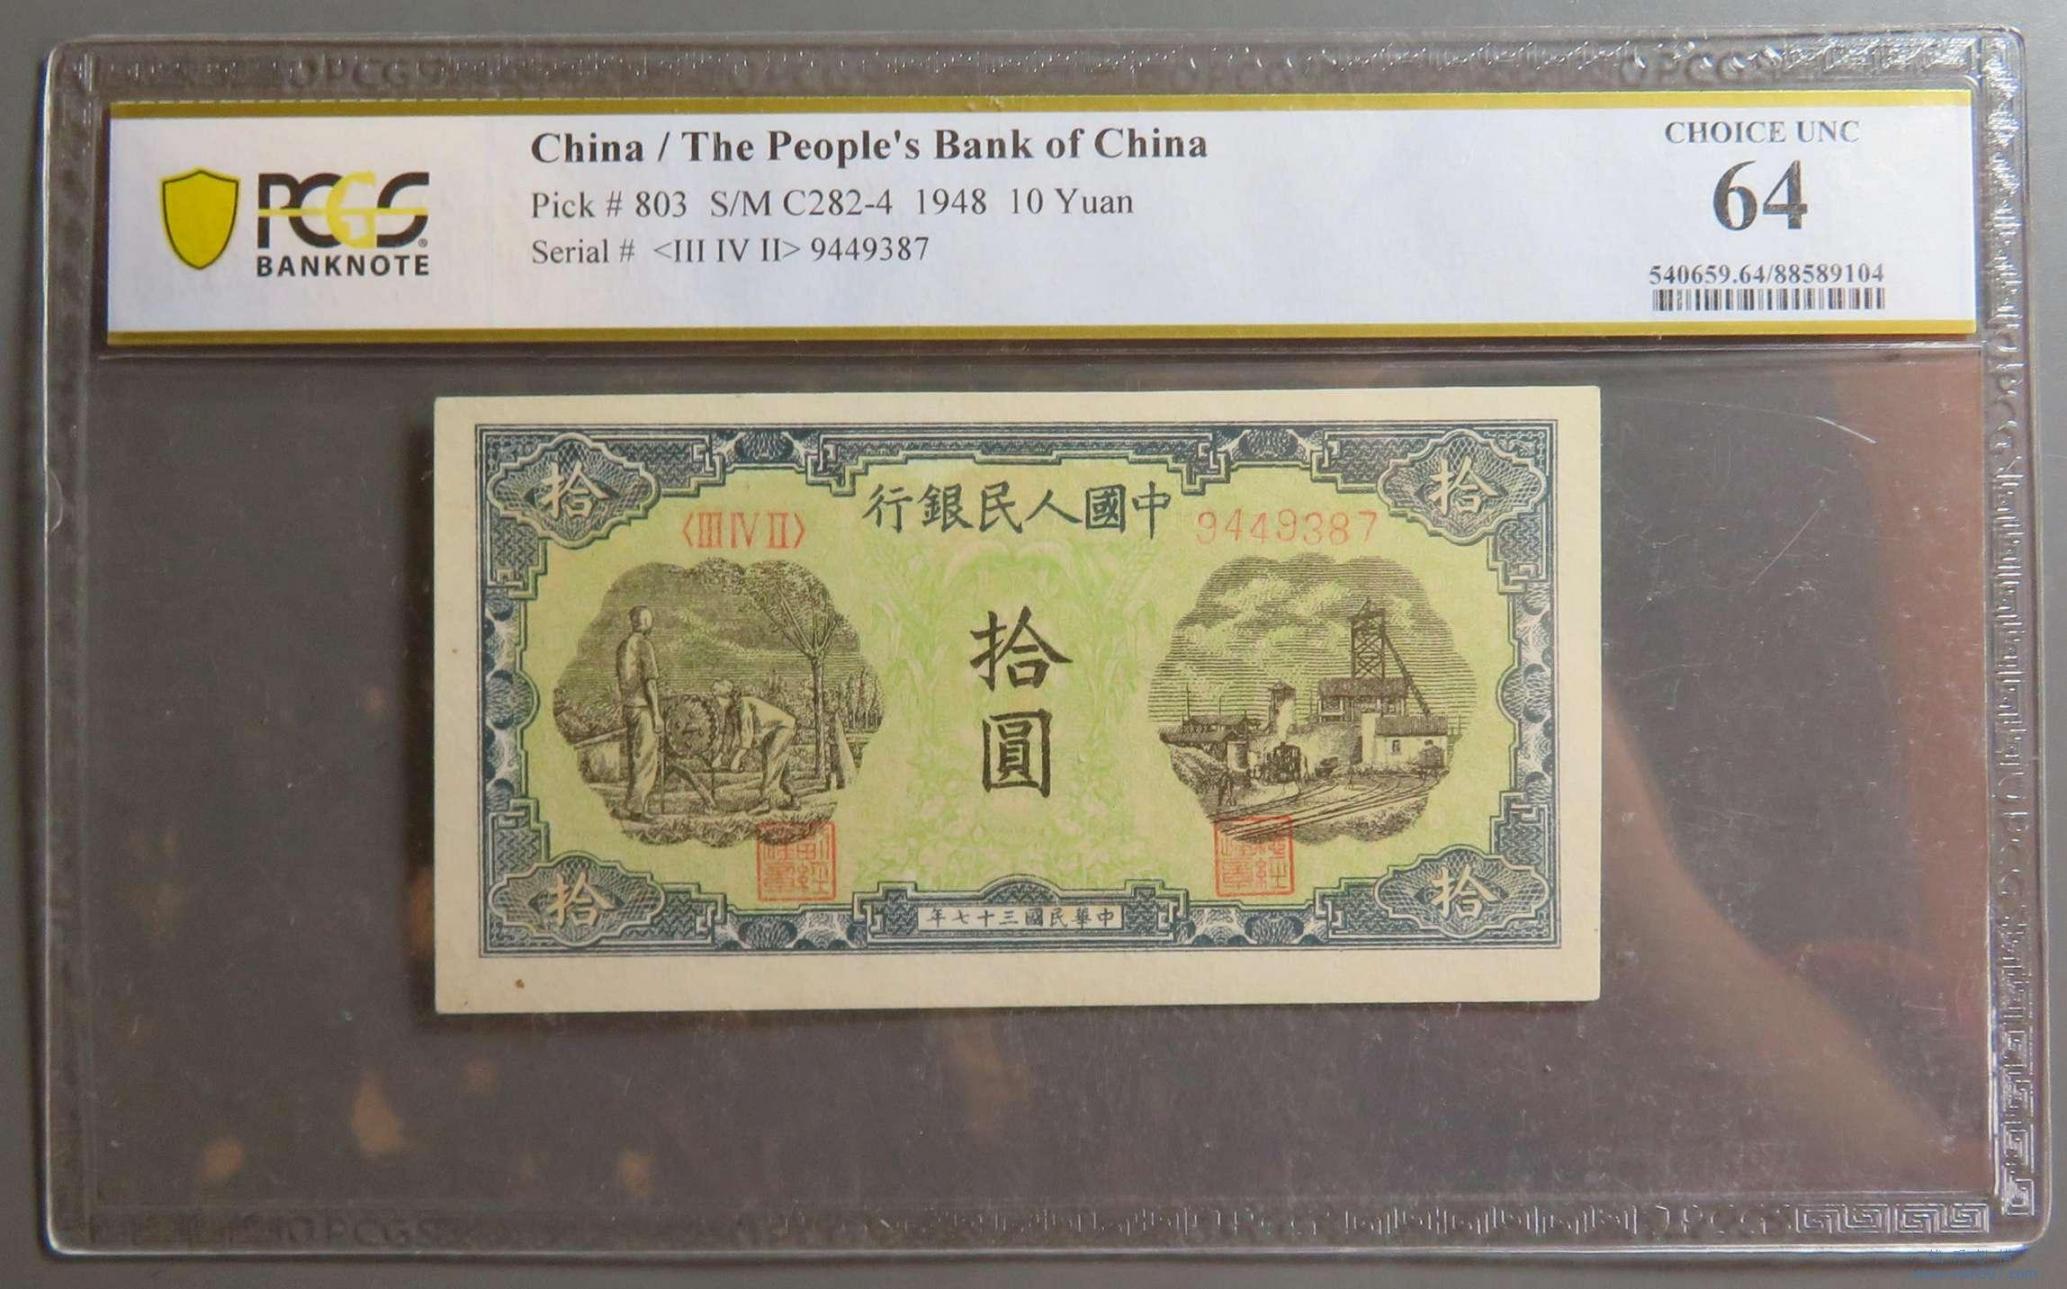 China / The People's Bank of China
CHOICE UNC
64
Pick # 803 S/M C282-4 1948 10 Yuan
Serial # <III IV II> 9449387
540659.64/88589104
PCGS
BANKNOTE
拾
拾
行銀民人國中
〈III IV II〉
9449387
拾
圓
拾
拾
年七十三國民華中